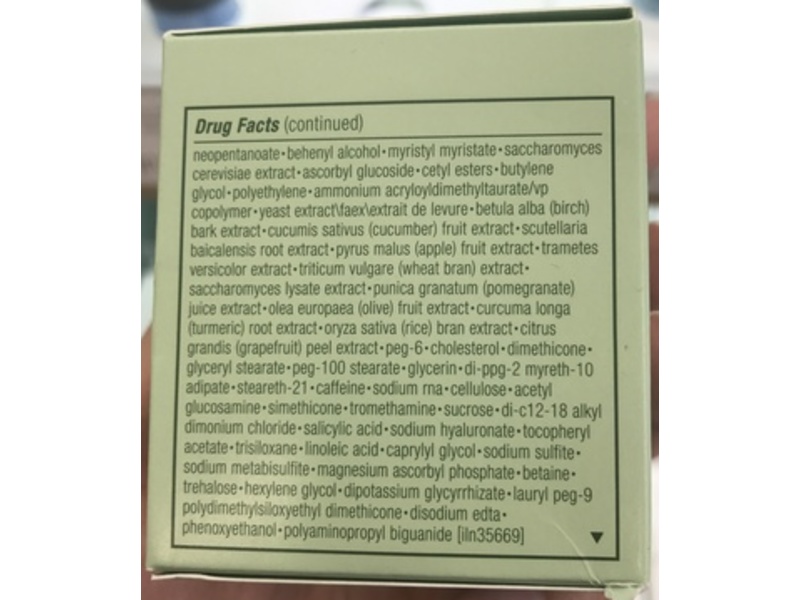 Drug Facts (continued)
neopentanoate • behenyl alcohol • myristyl myristate • saccharomyces
cerevisiae extract • ascorbyl glucoside • cetyl esters • butylene
glycol • polyethylene • ammonium acryloyldimethyltaurate/vp
copolymer • yeast extract\faex\extrait de levure • betula alba (birch)
bark extract • cucumis sativus (cucumber) fruit extract • scutellaria
baicalensis root extract • pyrus malus (apple) fruit extract • trametes
versicolor extract • triticum vulgare (wheat bran) extract •
saccharomyces lysate extract • punica granatum (pomegranate)
juice extract • olea europaea (olive) fruit extract • curcuma longa
(turmeric) root extract • oryza sativa (rice) bran extract • citrus
grandis (grapefruit) peel extract • peg-6 • cholesterol • dimethicone •
glyceryl stearate • peg-100 stearate • glycerin • di-ppg-2 myreth-10
adipate • steareth-21 • caffeine • sodium rna • cellulose • acetyl
glucosamine • simethicone • tromethamine • sucrose • di-c12-18 alkyl
dimonium chloride • salicylic acid • sodium hyaluronate • tocopheryl
acetate • trisiloxane • linoleic acid • caprylyl glycol • sodium sulfite •
sodium metabisulfite • magnesium ascorbyl phosphate • betaine •
trehalose • hexylene glycol • dipotassium glycyrrhizate • lauryl peg-9
polydimethylsiloxyethyl dimethicone • disodium edta •
phenoxyethanol • polyaminopropyl biguanide [iln35669]